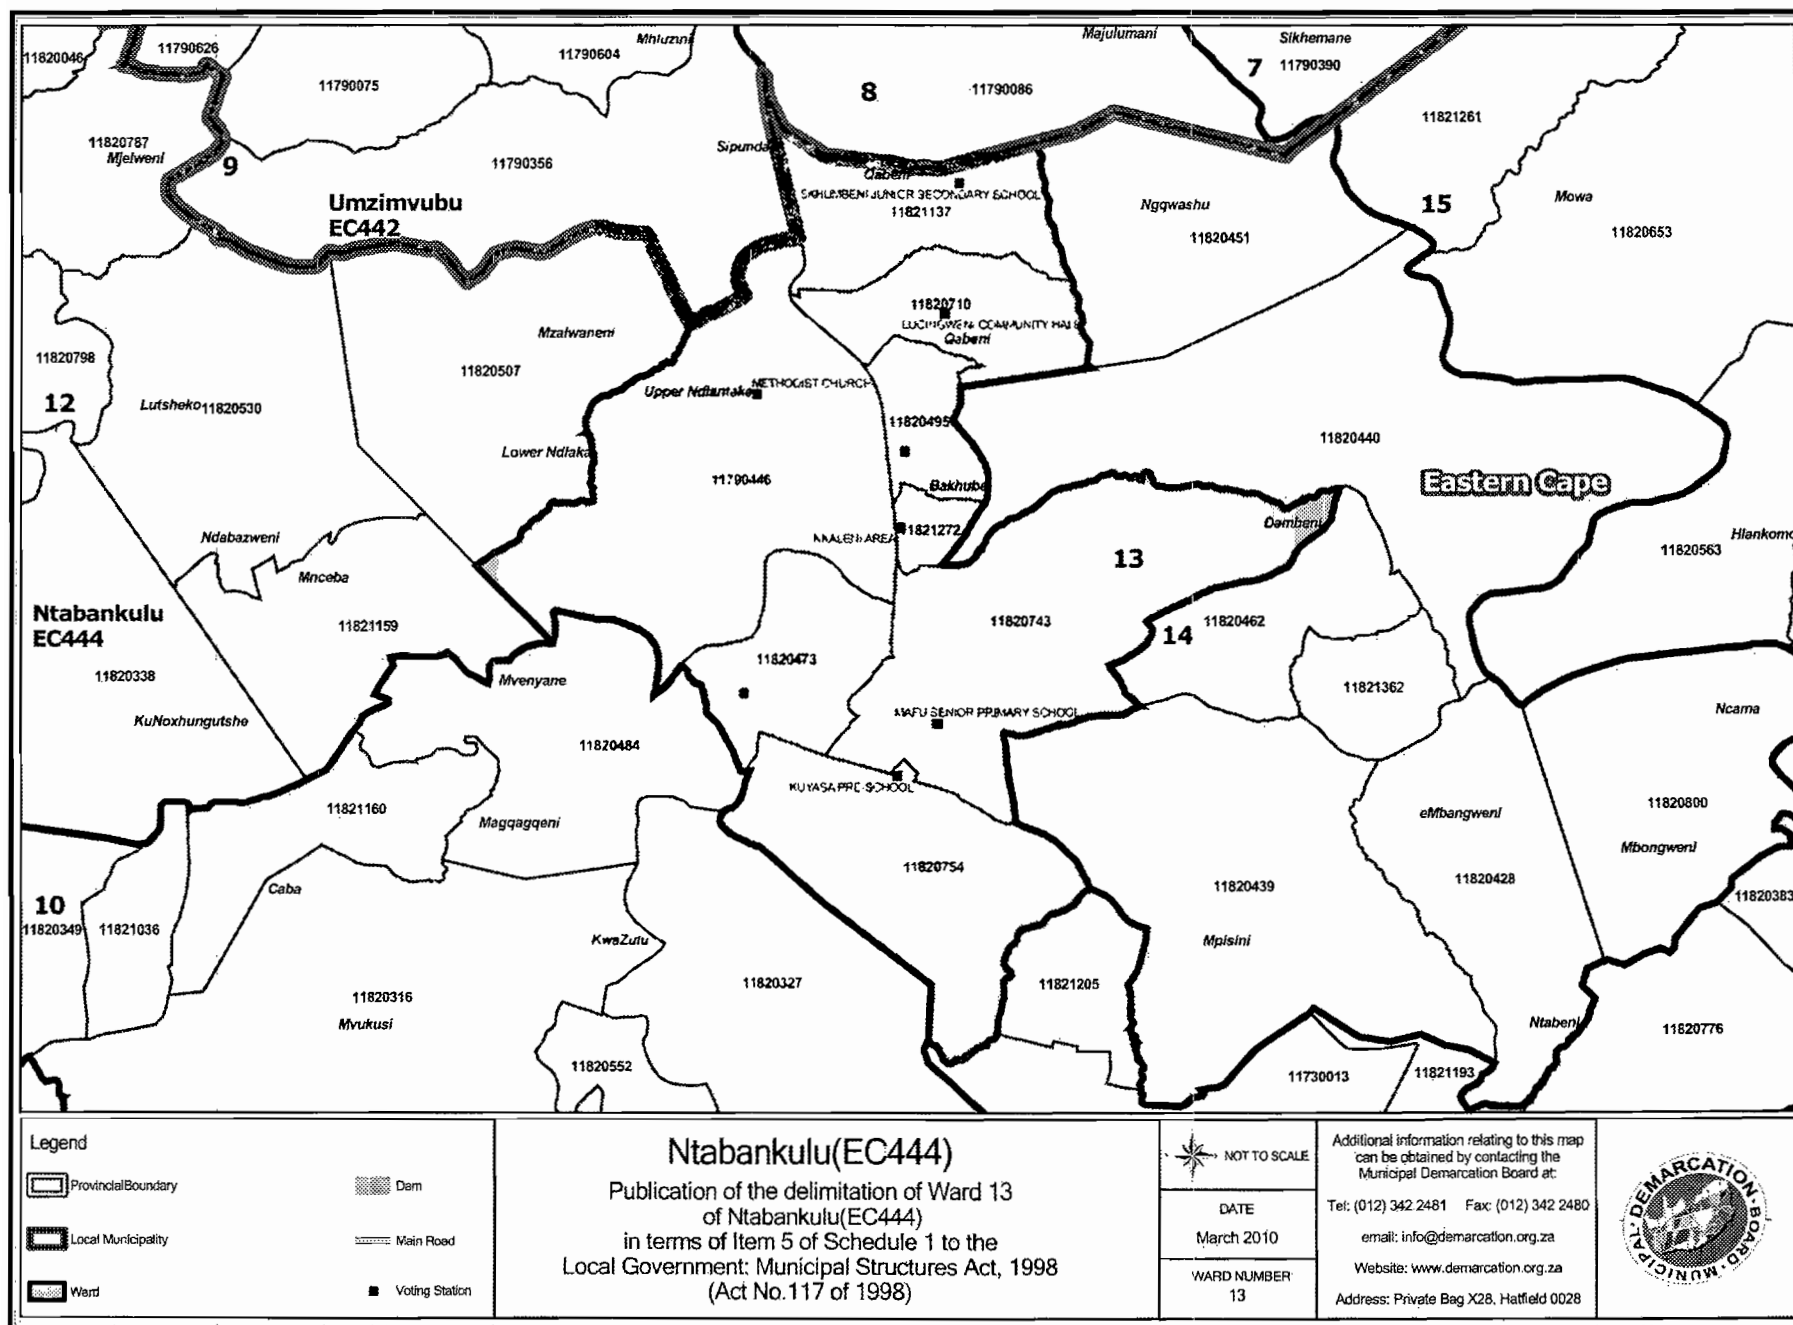 11820046
11790626
11790075
11790604
Mhluzini
8
11790086
Majulumani
7
Sikhemane
11790390
11821261
11820787
Mjelweni
9
11790356
Sipunda
Qabeni
SKHUMBENI JUNIOR SECONDARY SCHOOL
11821137
Ngqwashu
11820451
15
Mowa
11820653
Umzimvubu
EC442
11820710
LUCINGWENI COMMUNITY HALL
Qabeni
Mzalwaneni
11820507
11820798
12
Lutsheko
11820530
METHODIST CHURCH
11820495
11820440
Eastern Cape
Lower Ndlaka
11790446
Bakhuba
11821272
Dambeni
13
Ndabazweni
Mnceba
11821159
Ntabankulu
EC444
11820338
KuNoxhungutshe
11820743
14
11820462
11820563
Hlankomo
11820473
11821362
Mvenyane
MAFU SENIOR PRIMARY SCHOOL
Ncama
11820484
KUYASA PRE-SCHOOL
11821160
Magqagqeni
eMbangweni
11820800
Mbongweni
11820754
11820439
11820428
11820383
10
11820349
11821036
Caba
KwaZulu
Mpisini
11820316
Mvukusi
11820327
11821205
Ntabeni
11820776
11820552
11730013
11821193
Legend
ProvincialBoundary
Local Municipality
Ward
Dam
Main Road
Voting Station
Ntabankulu(EC444)
Publication of the delimitation of Ward 13
of Ntabankulu(EC444)
in terms of Item 5 of Schedule 1 to the
Local Government: Municipal Structures Act, 1998
(Act No.117 of 1998)
NOT TO SCALE
DATE
March 2010
WARD NUMBER
13
Additional information relating to this map
can be obtained by contacting the
Municipal Demarcation Board at:
Tel: (012) 342 2481 Fax: (012) 342 2480
email: info@demarcation.org.za
Website: www.demarcation.org.za
Address: Private Bag X28, Hatfield 0028
MUNICIPAL DEMARCATION BOARD